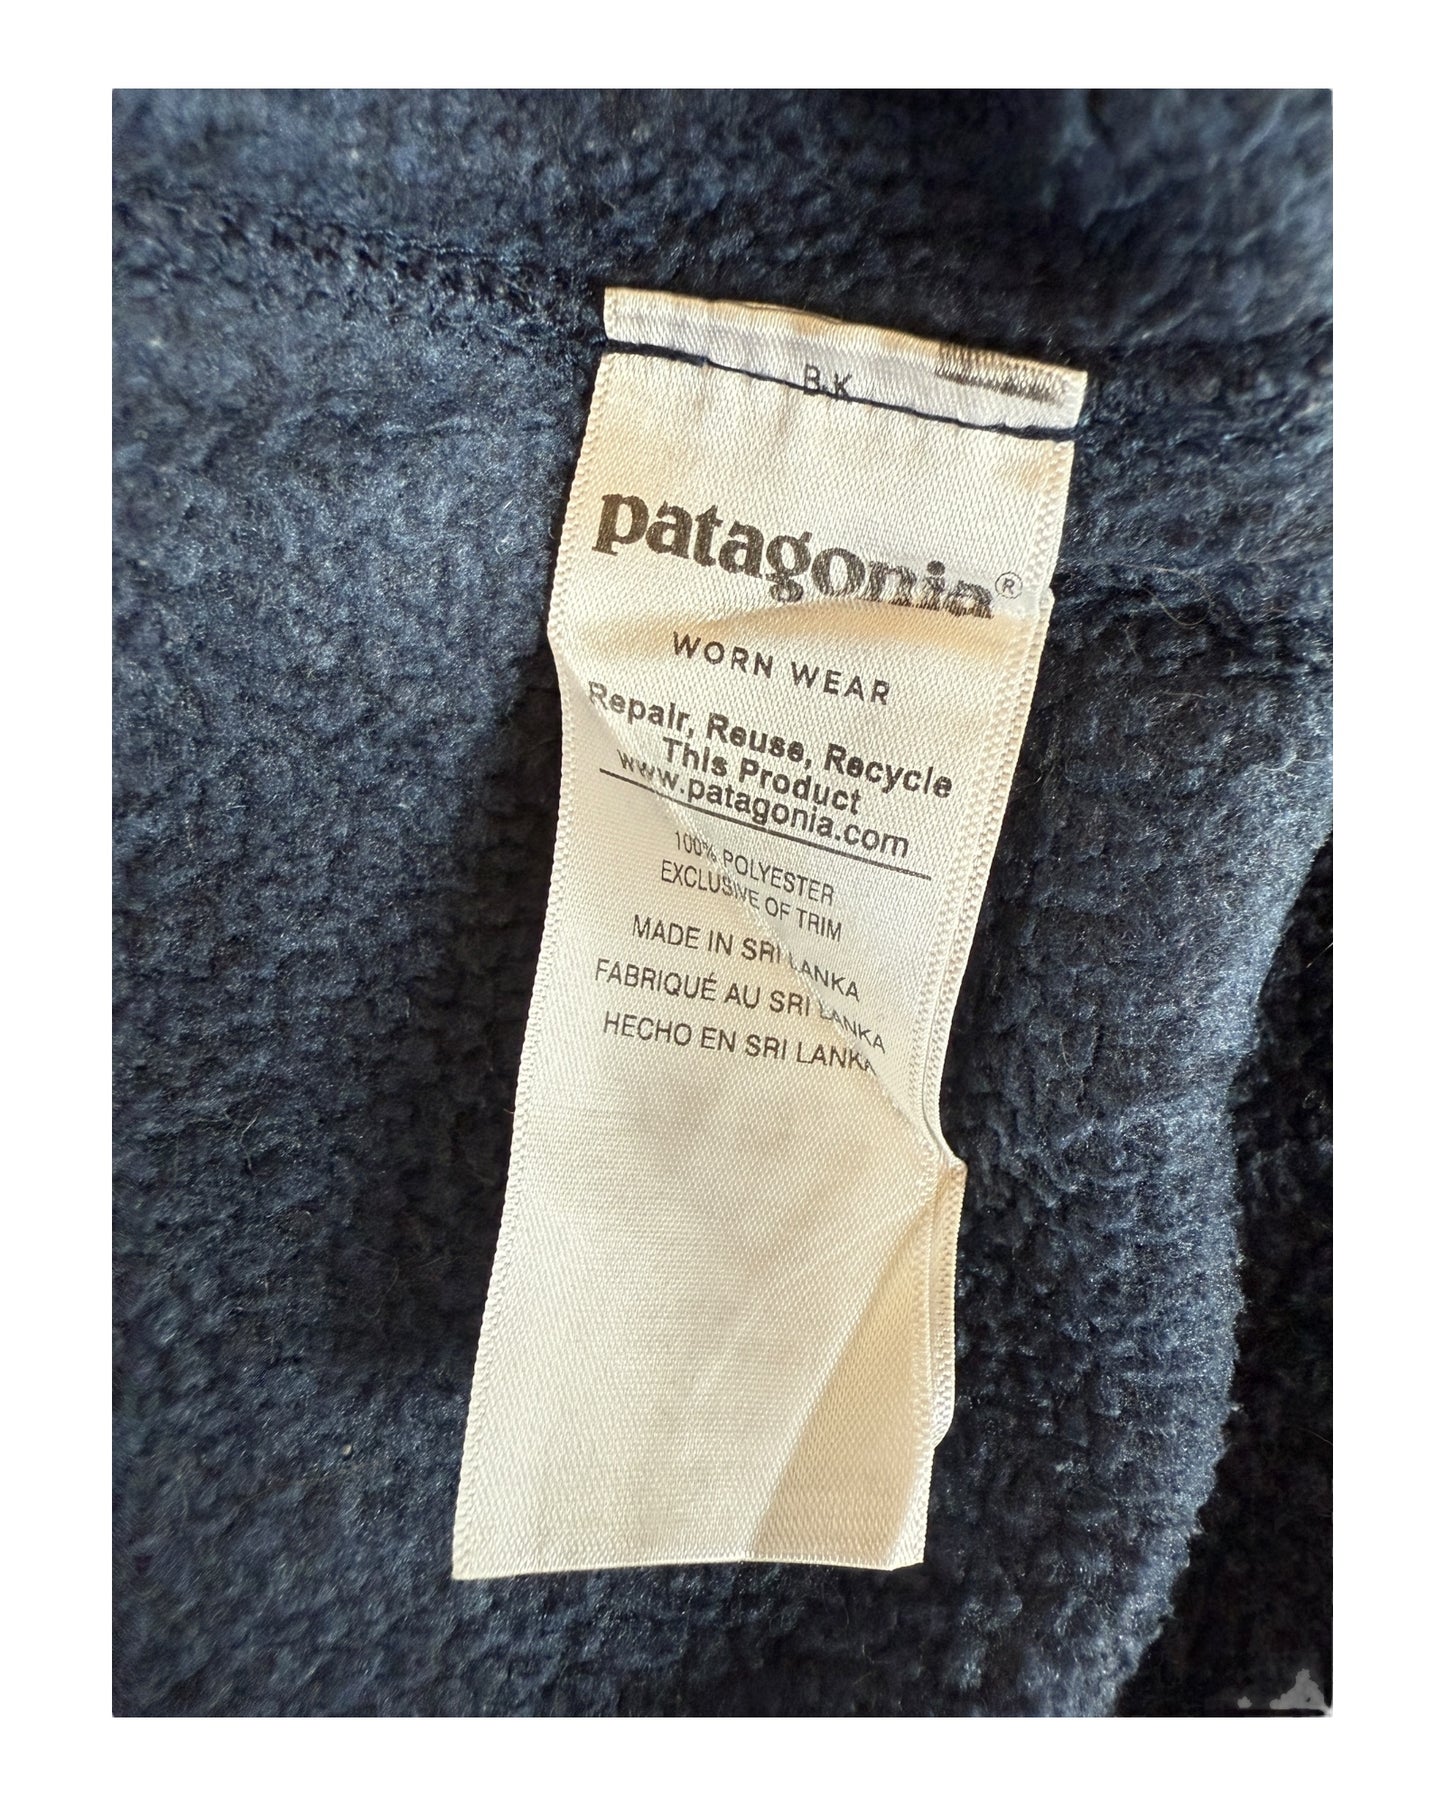 B.K
patagonia®
WORN WEAR
Repair, Reuse, Recycle
This Product
www.patagonia.com
100% POLYESTER
EXCLUSIVE OF TRIM
MADE IN SRI LANKA
FABRIQUÉ AU SRI LANKA
HECHO EN SRI LANKA